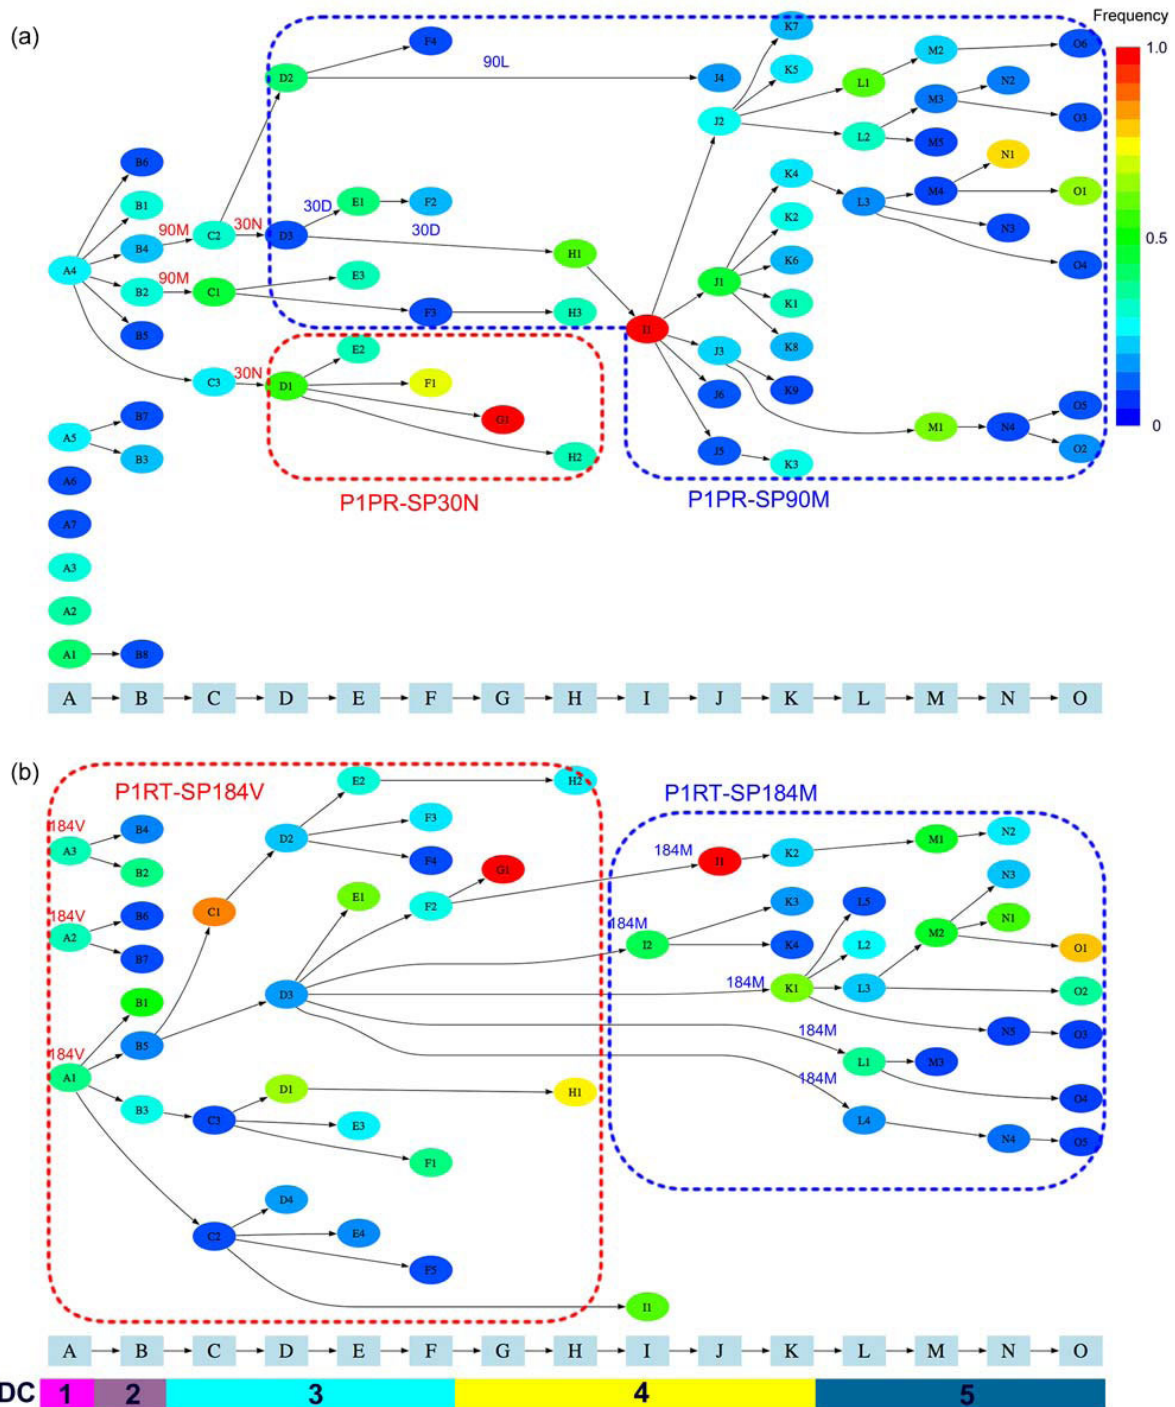 (a)
Frequency
K7
F4
M2
O6
1.0
90L
K5
D2
J4
L1
N2
M3
J2
O3
L2
M5
B6
N1
K4
E1
F2
M4
O1
B1
30D
L3
K2
90M
C2
30N
D3
30D
N3
0.5
B4
H1
K6
O4
A4
90M
E3
J1
B2
C1
K1
F3
H3
I1
B5
K8
E2
J3
C3
30N
D1
F1
K9
J6
O5
B7
G1
M1
N4
0
A5
O2
B3
H2
J5
K3
A6
P1PR-SP30N
P1PR-SP90M
A7
A3
A2
A1
B8
A B C D E F G H I J K L M N O
(b)
E2
H2
P1RT-SP184V
P1RT-SP184M
184V
B4
F3
N2
D2
M1
A3
184M
K2
F4
J1
B2
G1
N3
E1
C1
F2
K3
L5
184V
B6
N1
184M
A2
M2
I2
K4
L2
O1
B7
184M
K1
L3
O2
D3
B1
184M
N5
O3
184V
B5
L1
M3
A1
184M
D1
H1
O4
B3
C3
E3
L4
N4
O5
F1
D4
C2
E4
F5
I1
A B C D E F G H I J K L M N O
DC 1 2 3 4 5